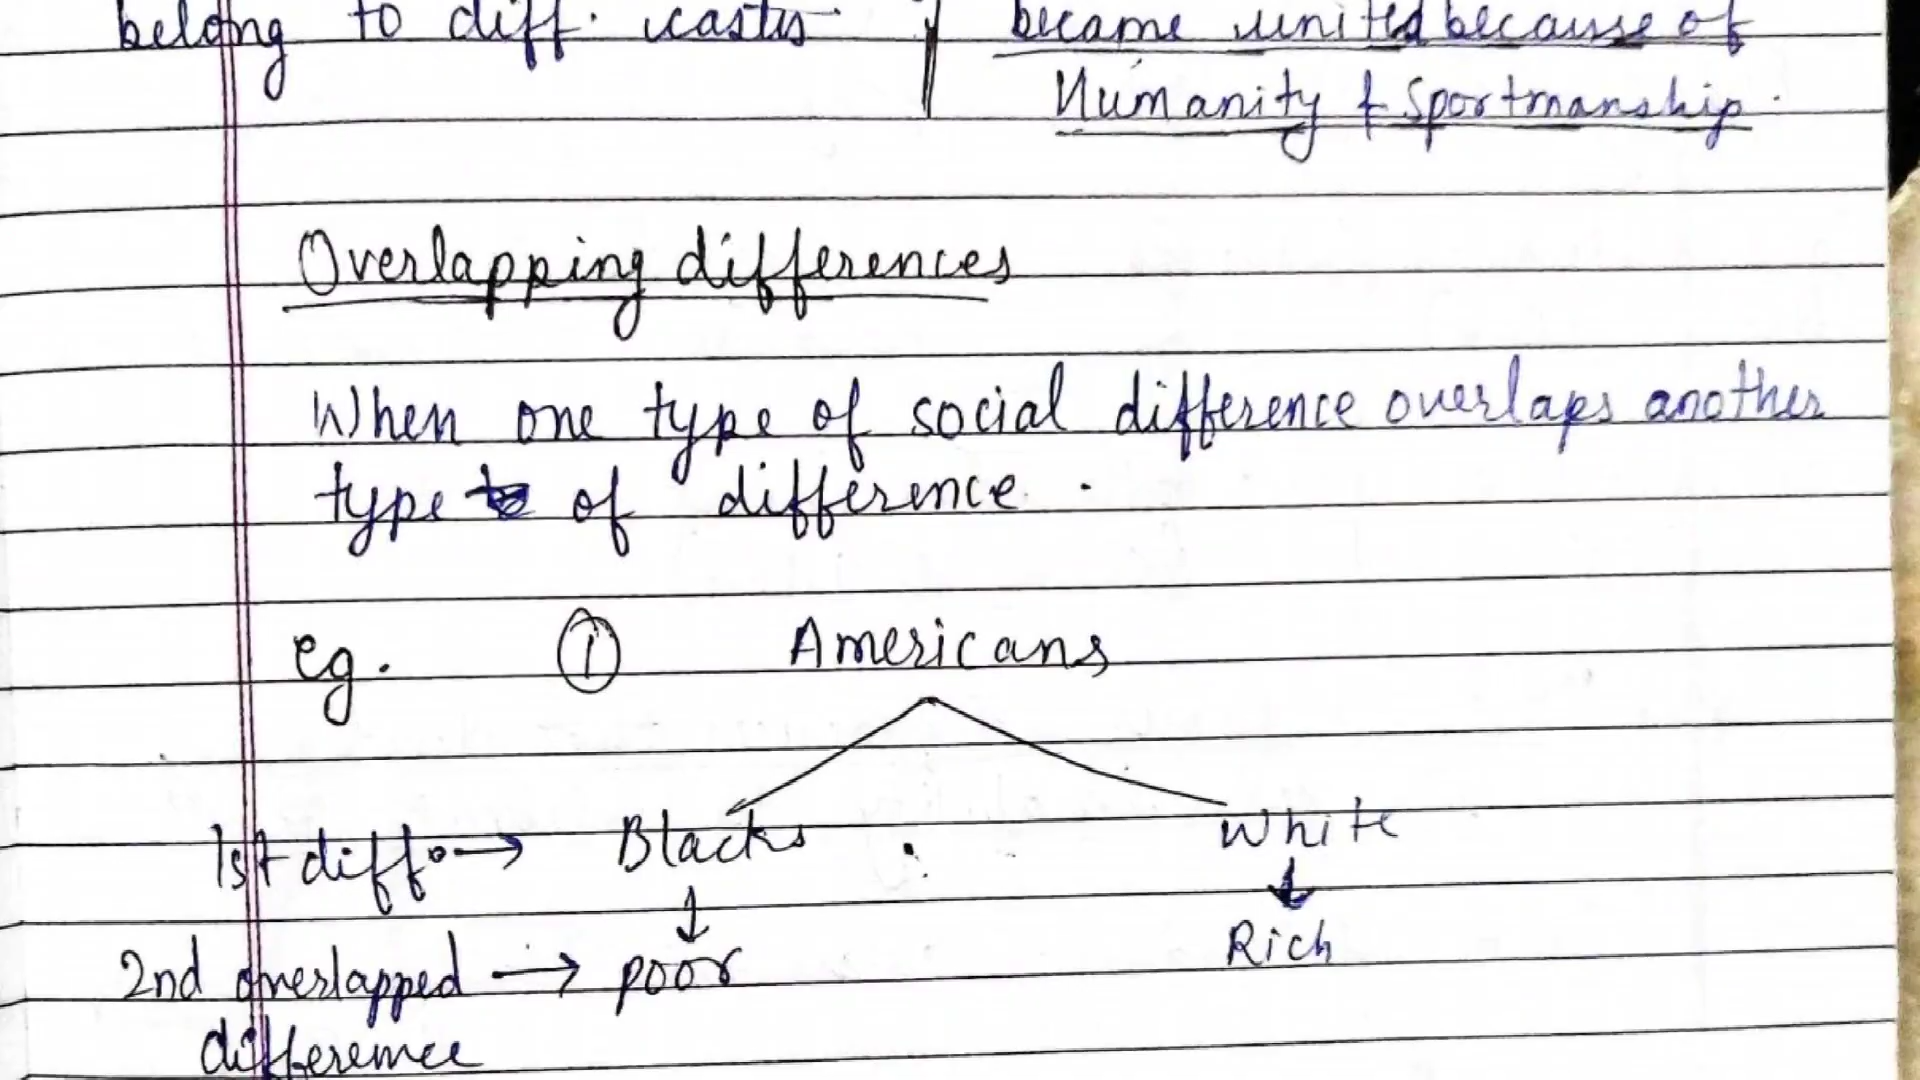 belong to diff. castes.
became united because of
Humanity & Sportmanship.
Overlapping differences
When one type of social difference overlaps another
type of difference.
eg. ① Americans
1st diff. → Blacks White
↓ ↓
2nd overlapped → poor Rich
difference